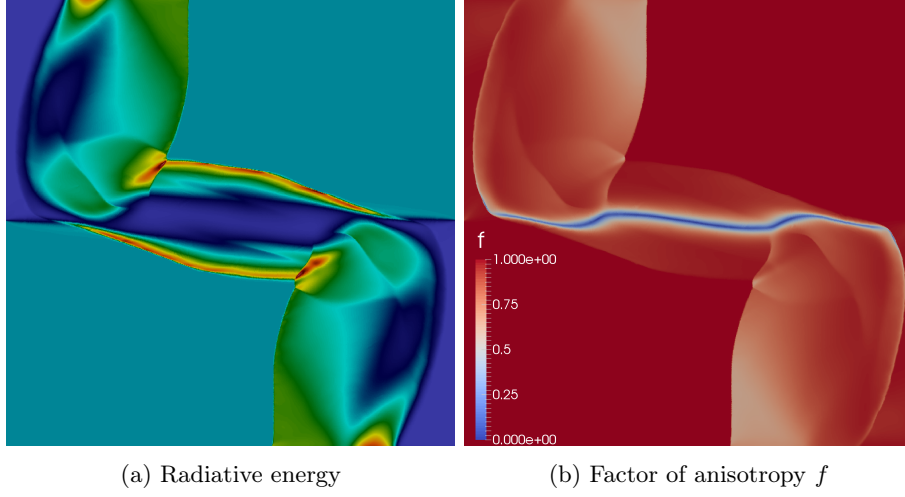 f
1.000e+00
0.75
0.5
0.25
0.000e+00
(a) Radiative energy
(b) Factor of anisotropy f